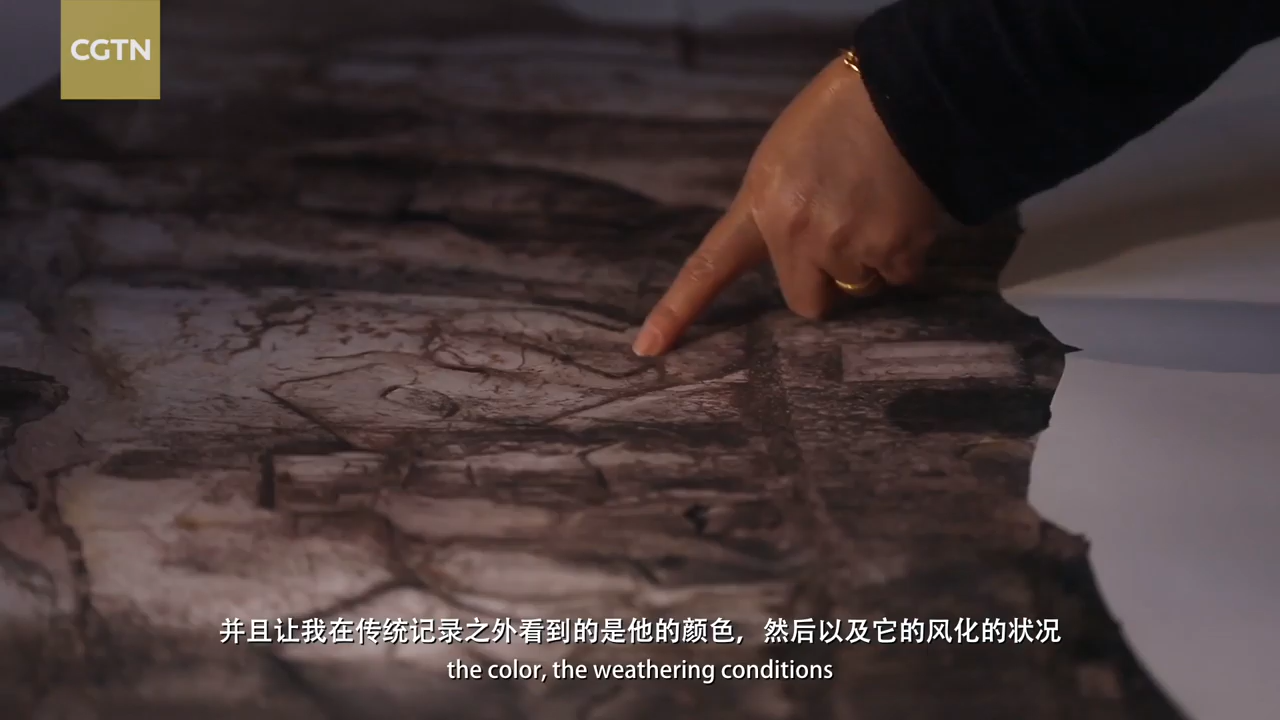 CGTN
并且让我在传统记录之外看到的是他的颜色，然后以及它的风化的状况
the color, the weathering conditions